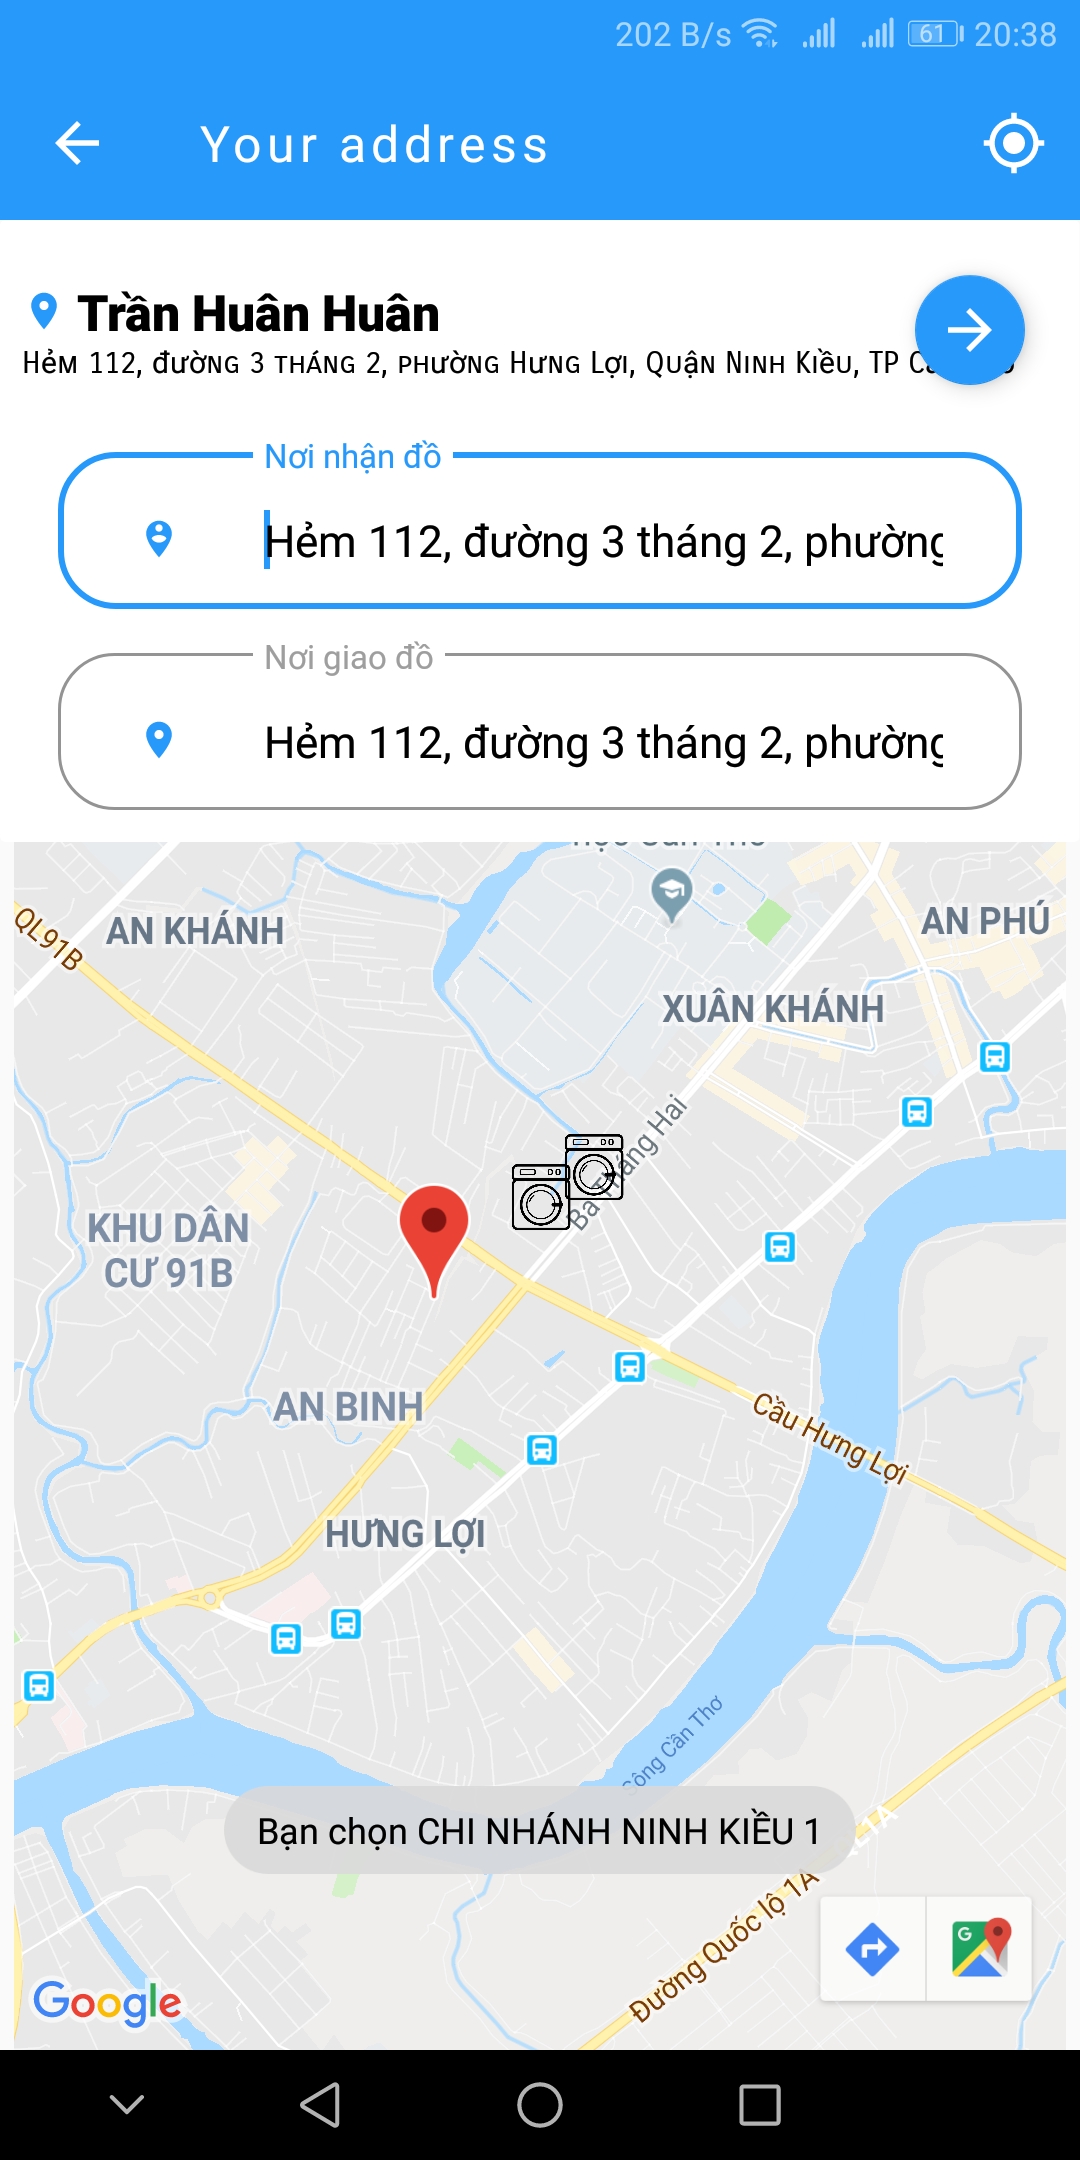 202 B/s 61 20:38
Your address
Trần Huân Huân
Hẻm 112, đường 3 tháng 2, phường Hưng Lợi, Quận Ninh Kiều, TP
Nơi nhận đồ
Hẻm 112, đường 3 tháng 2, phường
Nơi giao đồ
Hẻm 112, đường 3 tháng 2, phường
QL91B
AN KHÁNH
AN PHÚ
XUÂN KHÁNH
Ba Tháng Hai
KHU DÂN
CƯ 91B
AN BINH
Cầu Hưng Lợi
HƯNG LỢI
Sông Cần Thơ
Bạn chọn CHI NHÁNH NINH KIỀU 1
Đường Quốc lộ 1A
Google